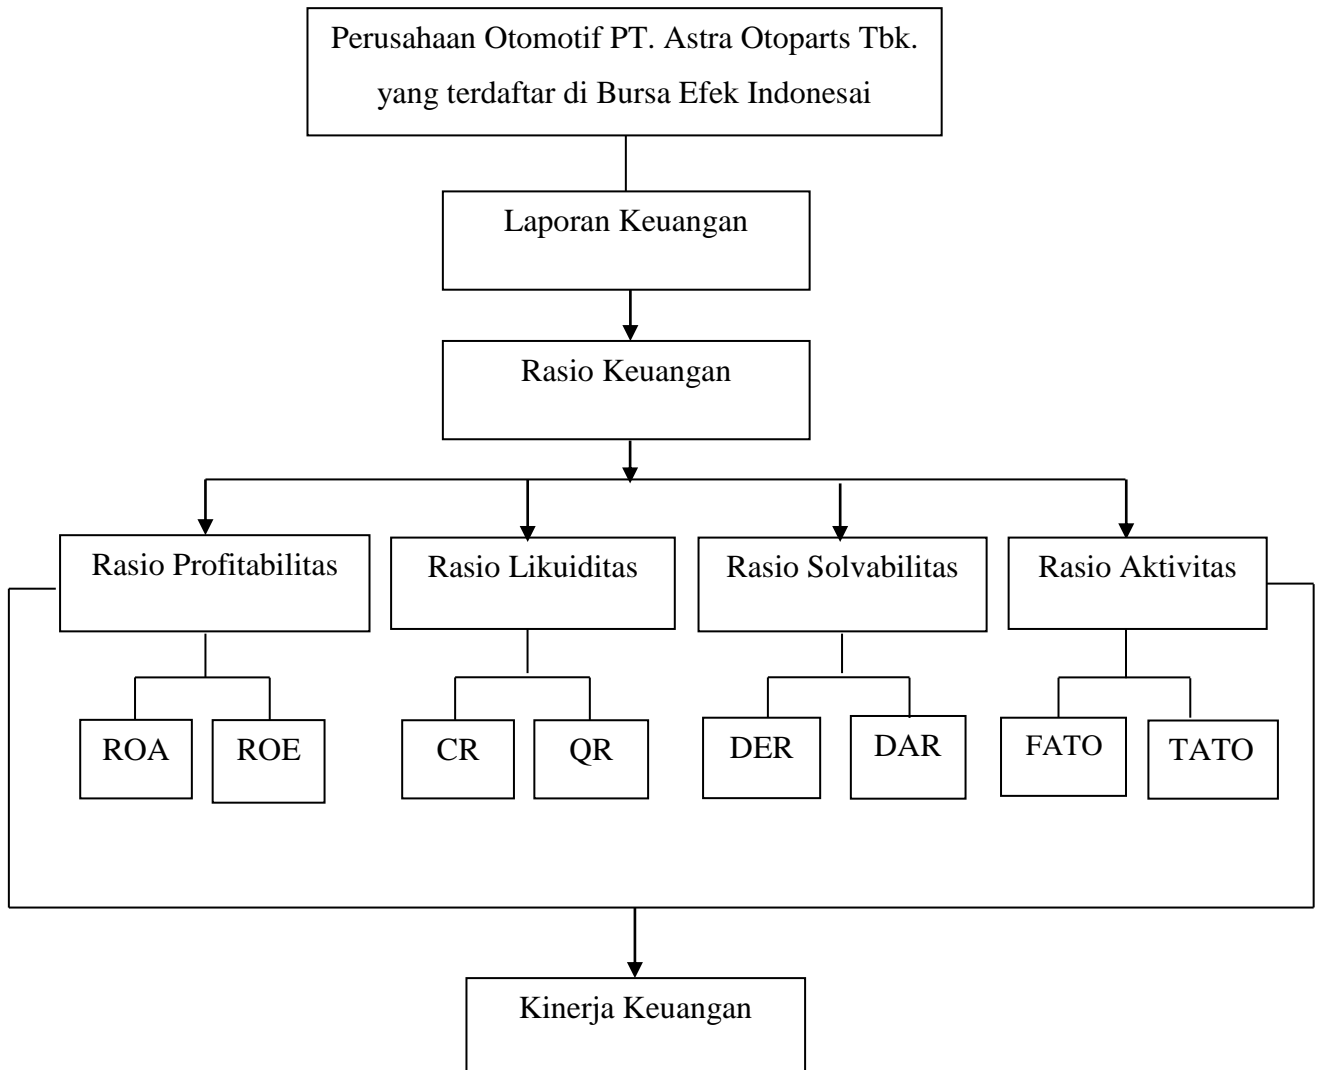 Perusahaan Otomotif PT. Astra Otoparts Tbk.
yang terdaftar di Bursa Efek Indonesai
Laporan Keuangan
Rasio Keuangan
Rasio Profitabilitas
Rasio Likuiditas
Rasio Solvabilitas
Rasio Aktivitas
ROA
ROE
CR
QR
DER
DAR
FATO
TATO
Kinerja Keuangan